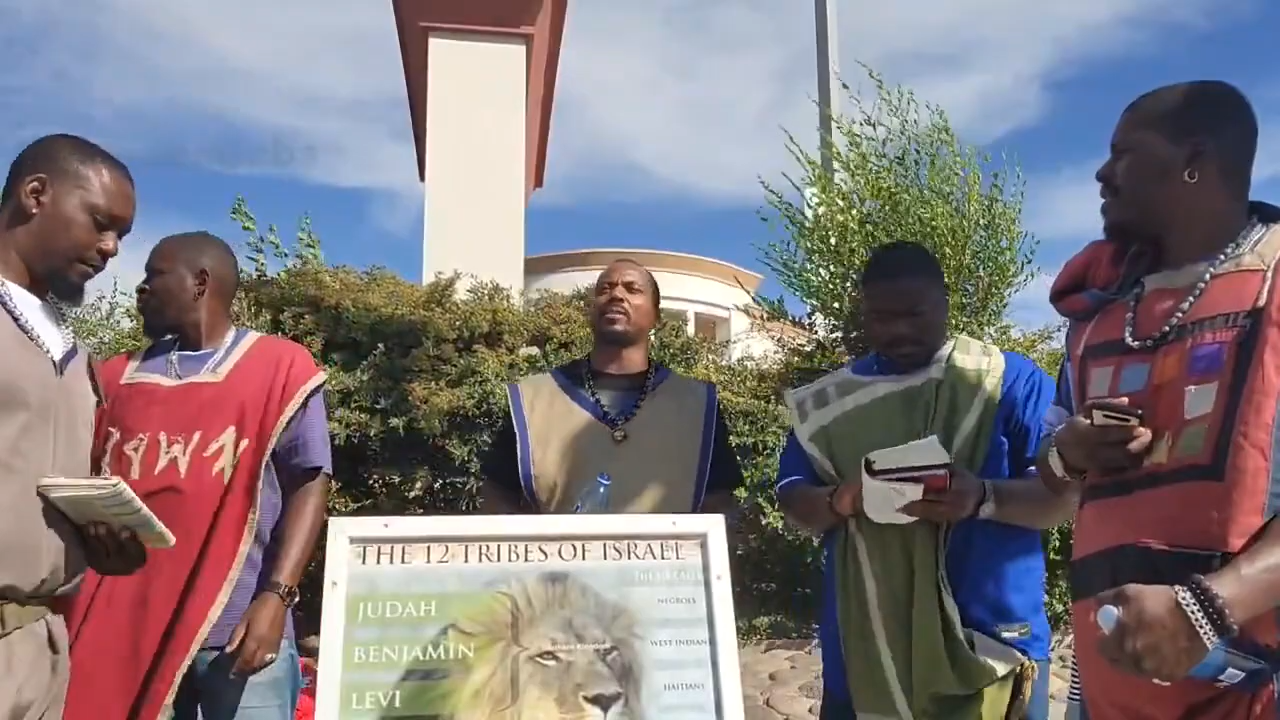 THE 12 TRIBES OF ISRAEL
JUDAH
NEGROES
BENJAMIN
WEST INDIAN
LEVI
HAITIANS